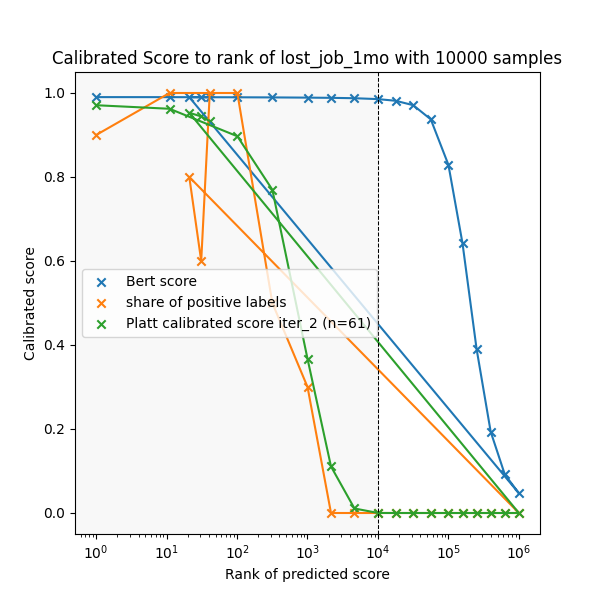 Calibrated Score to rank of lost_job_1mo with 10000 samples
1.0
0.8
0.6
0.4
0.2
0.0
Calibrated score
Bert score
share of positive labels
Platt calibrated score iter_2 (n=61)
10⁰ 10¹ 10² 10³ 10⁴ 10⁵ 10⁶
Rank of predicted score